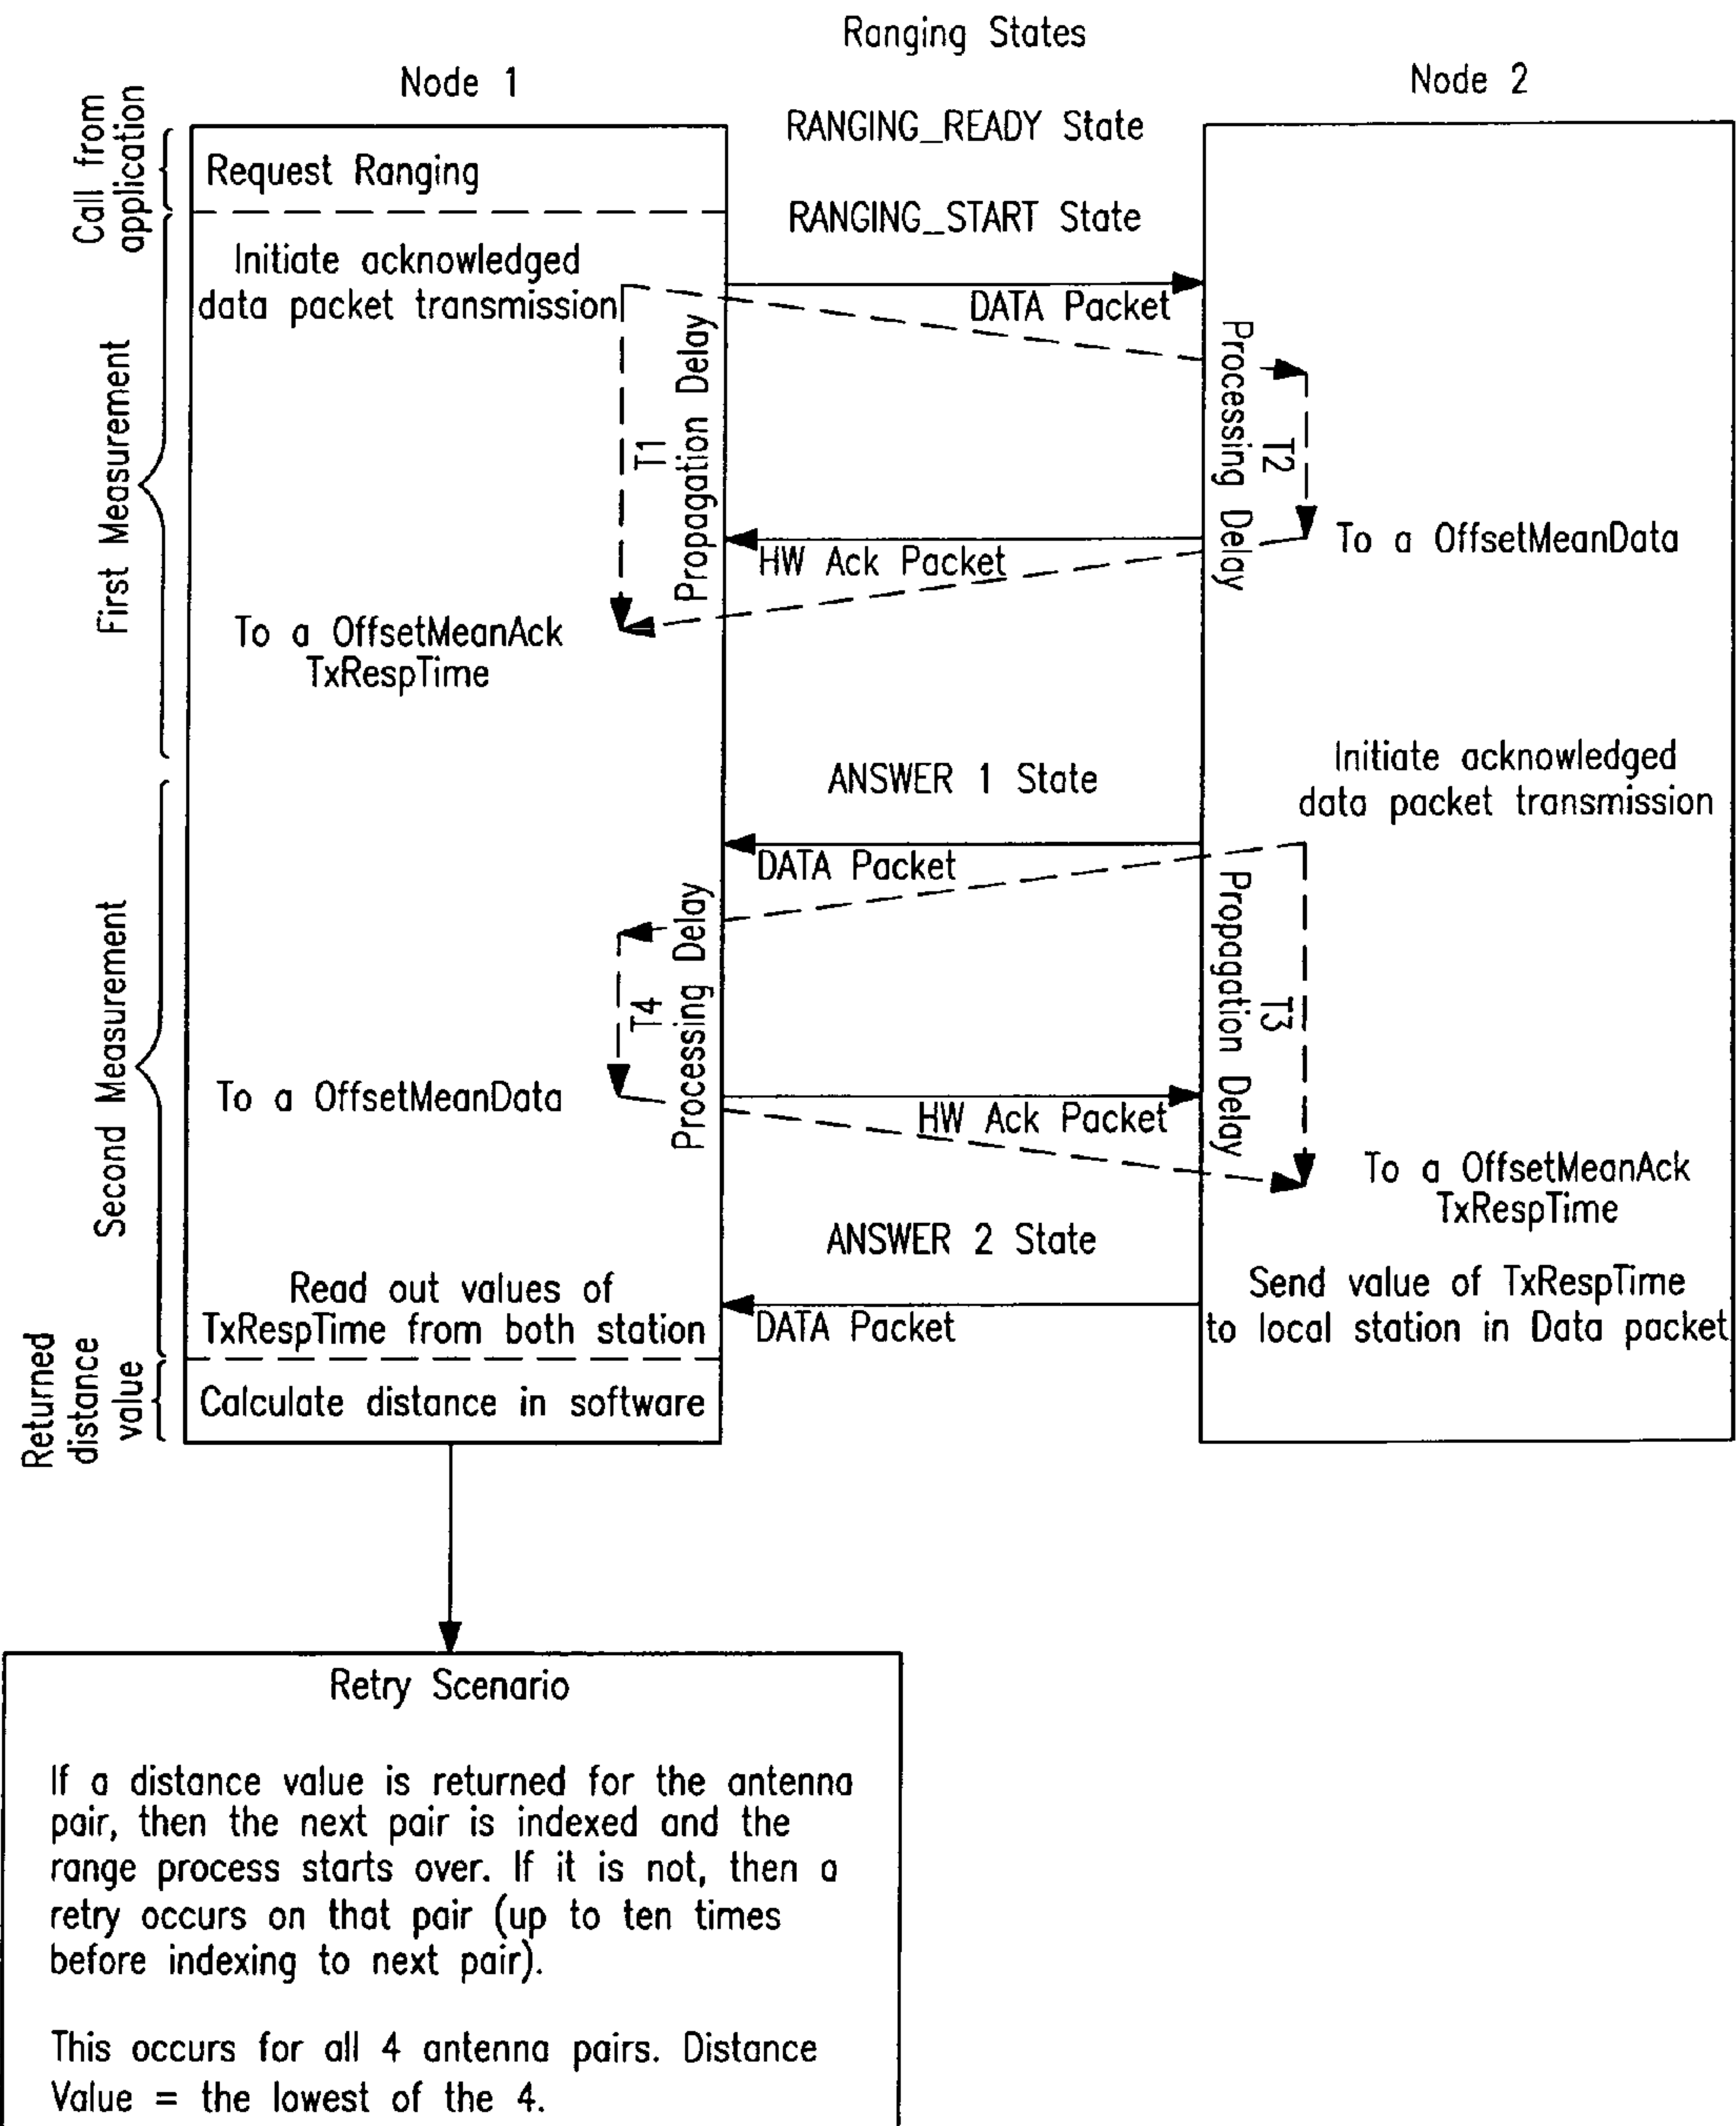 Ranging States
Node 1
Node 2
Call from
application
RANGING_READY State
Request Ranging
RANGING_START State
First Measurement
Initiate acknowledged
data packet transmission
DATA Packet
T1
Propagation Delay
Processing Delay
T2
HW Ack Packet
To a OffsetMeanData
To a OffsetMeanAck
TxRespTime
Second Measurement
ANSWER 1 State
Initiate acknowledged
data packet transmission
DATA Packet
T4
Processing Delay
Propagation Delay
T3
To a OffsetMeanData
HW Ack Packet
To a OffsetMeanAck
TxRespTime
ANSWER 2 State
Read out values of
TxRespTime from both station
DATA Packet
Send value of TxRespTime
to local station in Data packet
Returned
distance
value
Calculate distance in software
Retry Scenario
If a distance value is returned for the antenna
pair, then the next pair is indexed and the
range process starts over. If it is not, then a
retry occurs on that pair (up to ten times
before indexing to next pair).
This occurs for all 4 antenna pairs. Distance
Value = the lowest of the 4.